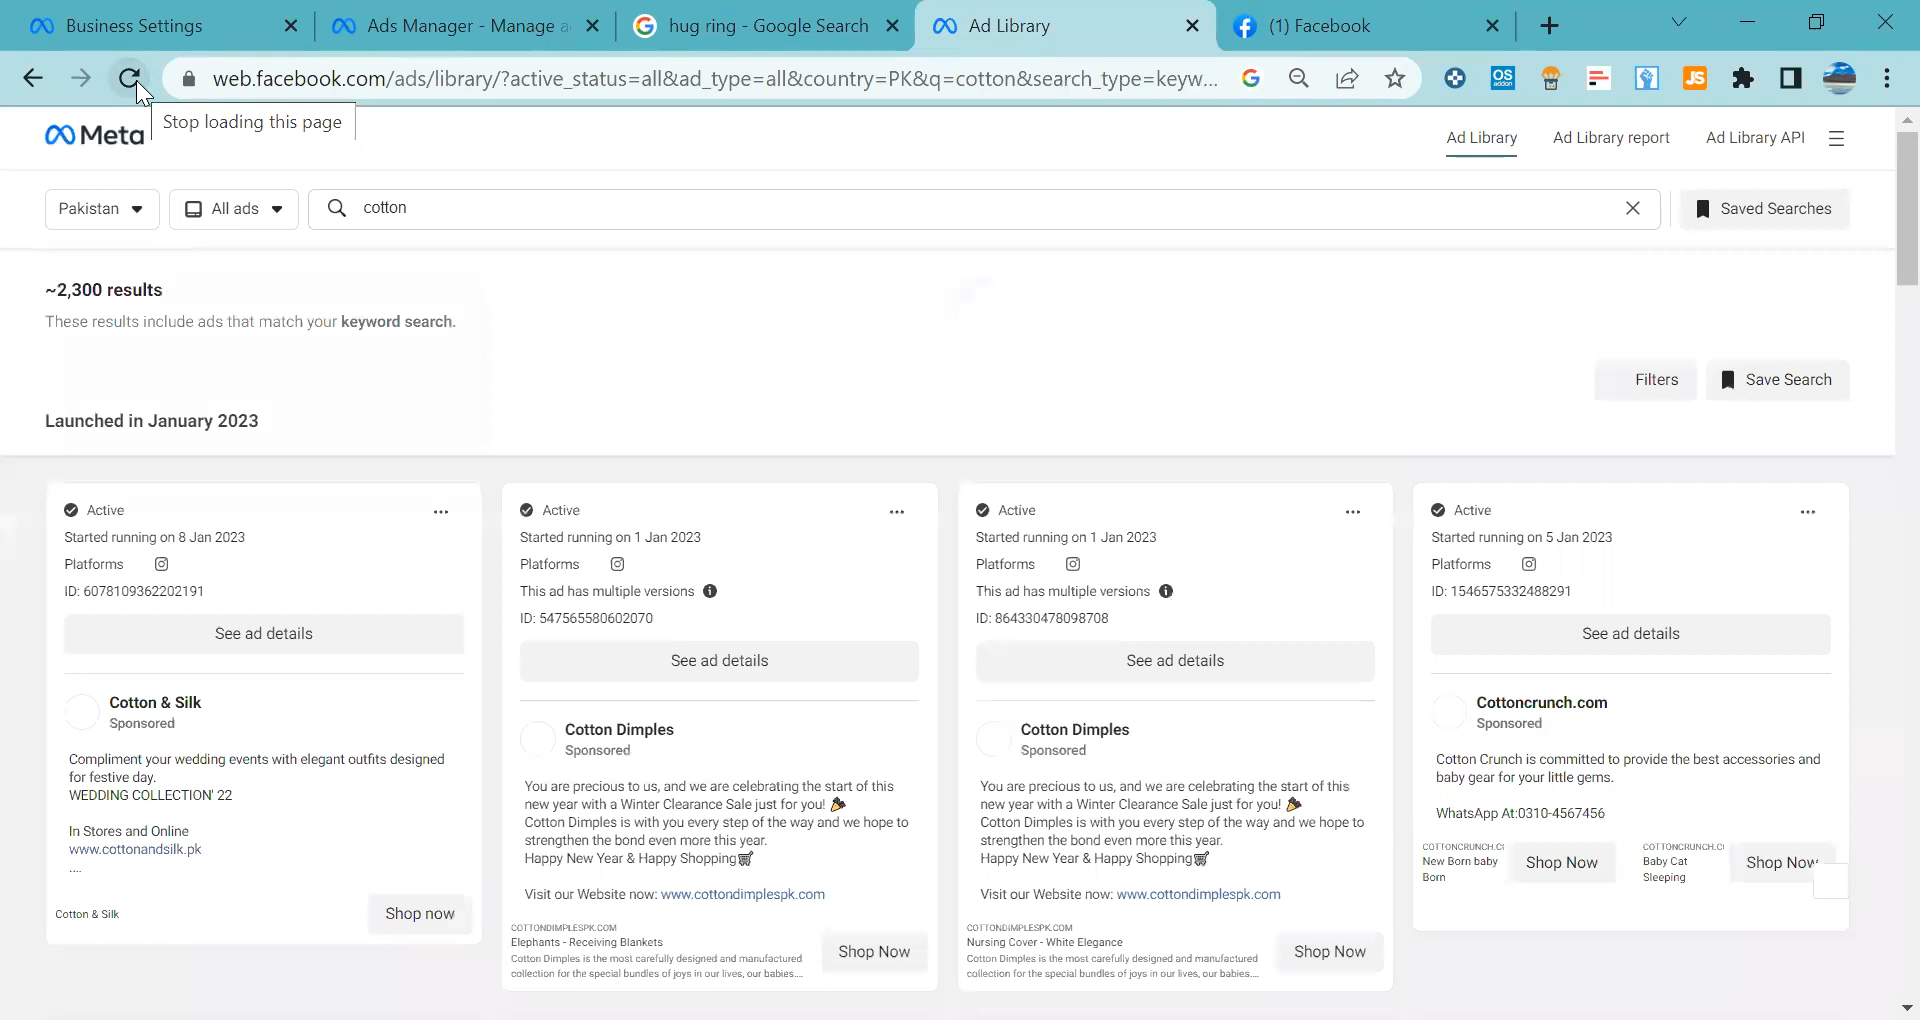 Business Settings
Ads Manager - Manage a
hug ring - Google Search
Ad Library
(1) Facebook
web.facebook.com/ads/library/?active_status=all&ad_type=all&country=PK&q=cotton&search_type=keyw...
OS
addon
JS
Stop loading this page
Meta
Ad Library
Ad Library report
Ad Library API
Pakistan
All ads
cotton
Saved Searches
~2,300 results
These results include ads that match your keyword search.
Filters
Save Search
Launched in January 2023
Active
Started running on 8 Jan 2023
Platforms
ID: 6078109362202191
See ad details
Cotton & Silk
Sponsored
Compliment your wedding events with elegant outfits designed
for festive day.
WEDDING COLLECTION' 22
In Stores and Online
www.cottonandsilk.pk
....
Cotton & Silk
Shop now
Active
Started running on 1 Jan 2023
Platforms
This ad has multiple versions
ID: 547565580602070
See ad details
Cotton Dimples
Sponsored
You are precious to us, and we are celebrating the start of this
new year with a Winter Clearance Sale just for you! 🎉
Cotton Dimples is with you every step of the way and we hope to
strengthen the bond even more this year.
Happy New Year & Happy Shopping🛒
Visit our Website now: www.cottondimplespk.com
COTTONDIMPLESPK.COM
Elephants - Receiving Blankets
Cotton Dimples is the most carefully designed and manufactured
collection for the special bundles of joys in our lives, our babies....
Shop Now
Active
Started running on 1 Jan 2023
Platforms
This ad has multiple versions
ID: 864330478098708
See ad details
Cotton Dimples
Sponsored
You are precious to us, and we are celebrating the start of this
new year with a Winter Clearance Sale just for you! 🎉
Cotton Dimples is with you every step of the way and we hope to
strengthen the bond even more this year.
Happy New Year & Happy Shopping🛒
Visit our Website now: www.cottondimplespk.com
COTTONDIMPLESPK.COM
Nursing Cover - White Elegance
Cotton Dimples is the most carefully designed and manufactured
collection for the special bundles of joys in our lives, our babies....
Shop Now
Active
Started running on 5 Jan 2023
Platforms
ID: 1546575332488291
See ad details
Cottoncrunch.com
Sponsored
Cotton Crunch is committed to provide the best accessories and
baby gear for your little gems.
WhatsApp At:0310-4567456
COTTONCRUNCH.CO
New Born baby
Born
Shop Now
COTTONCRUNCH.CO
Baby Cat
Sleeping
Shop Now